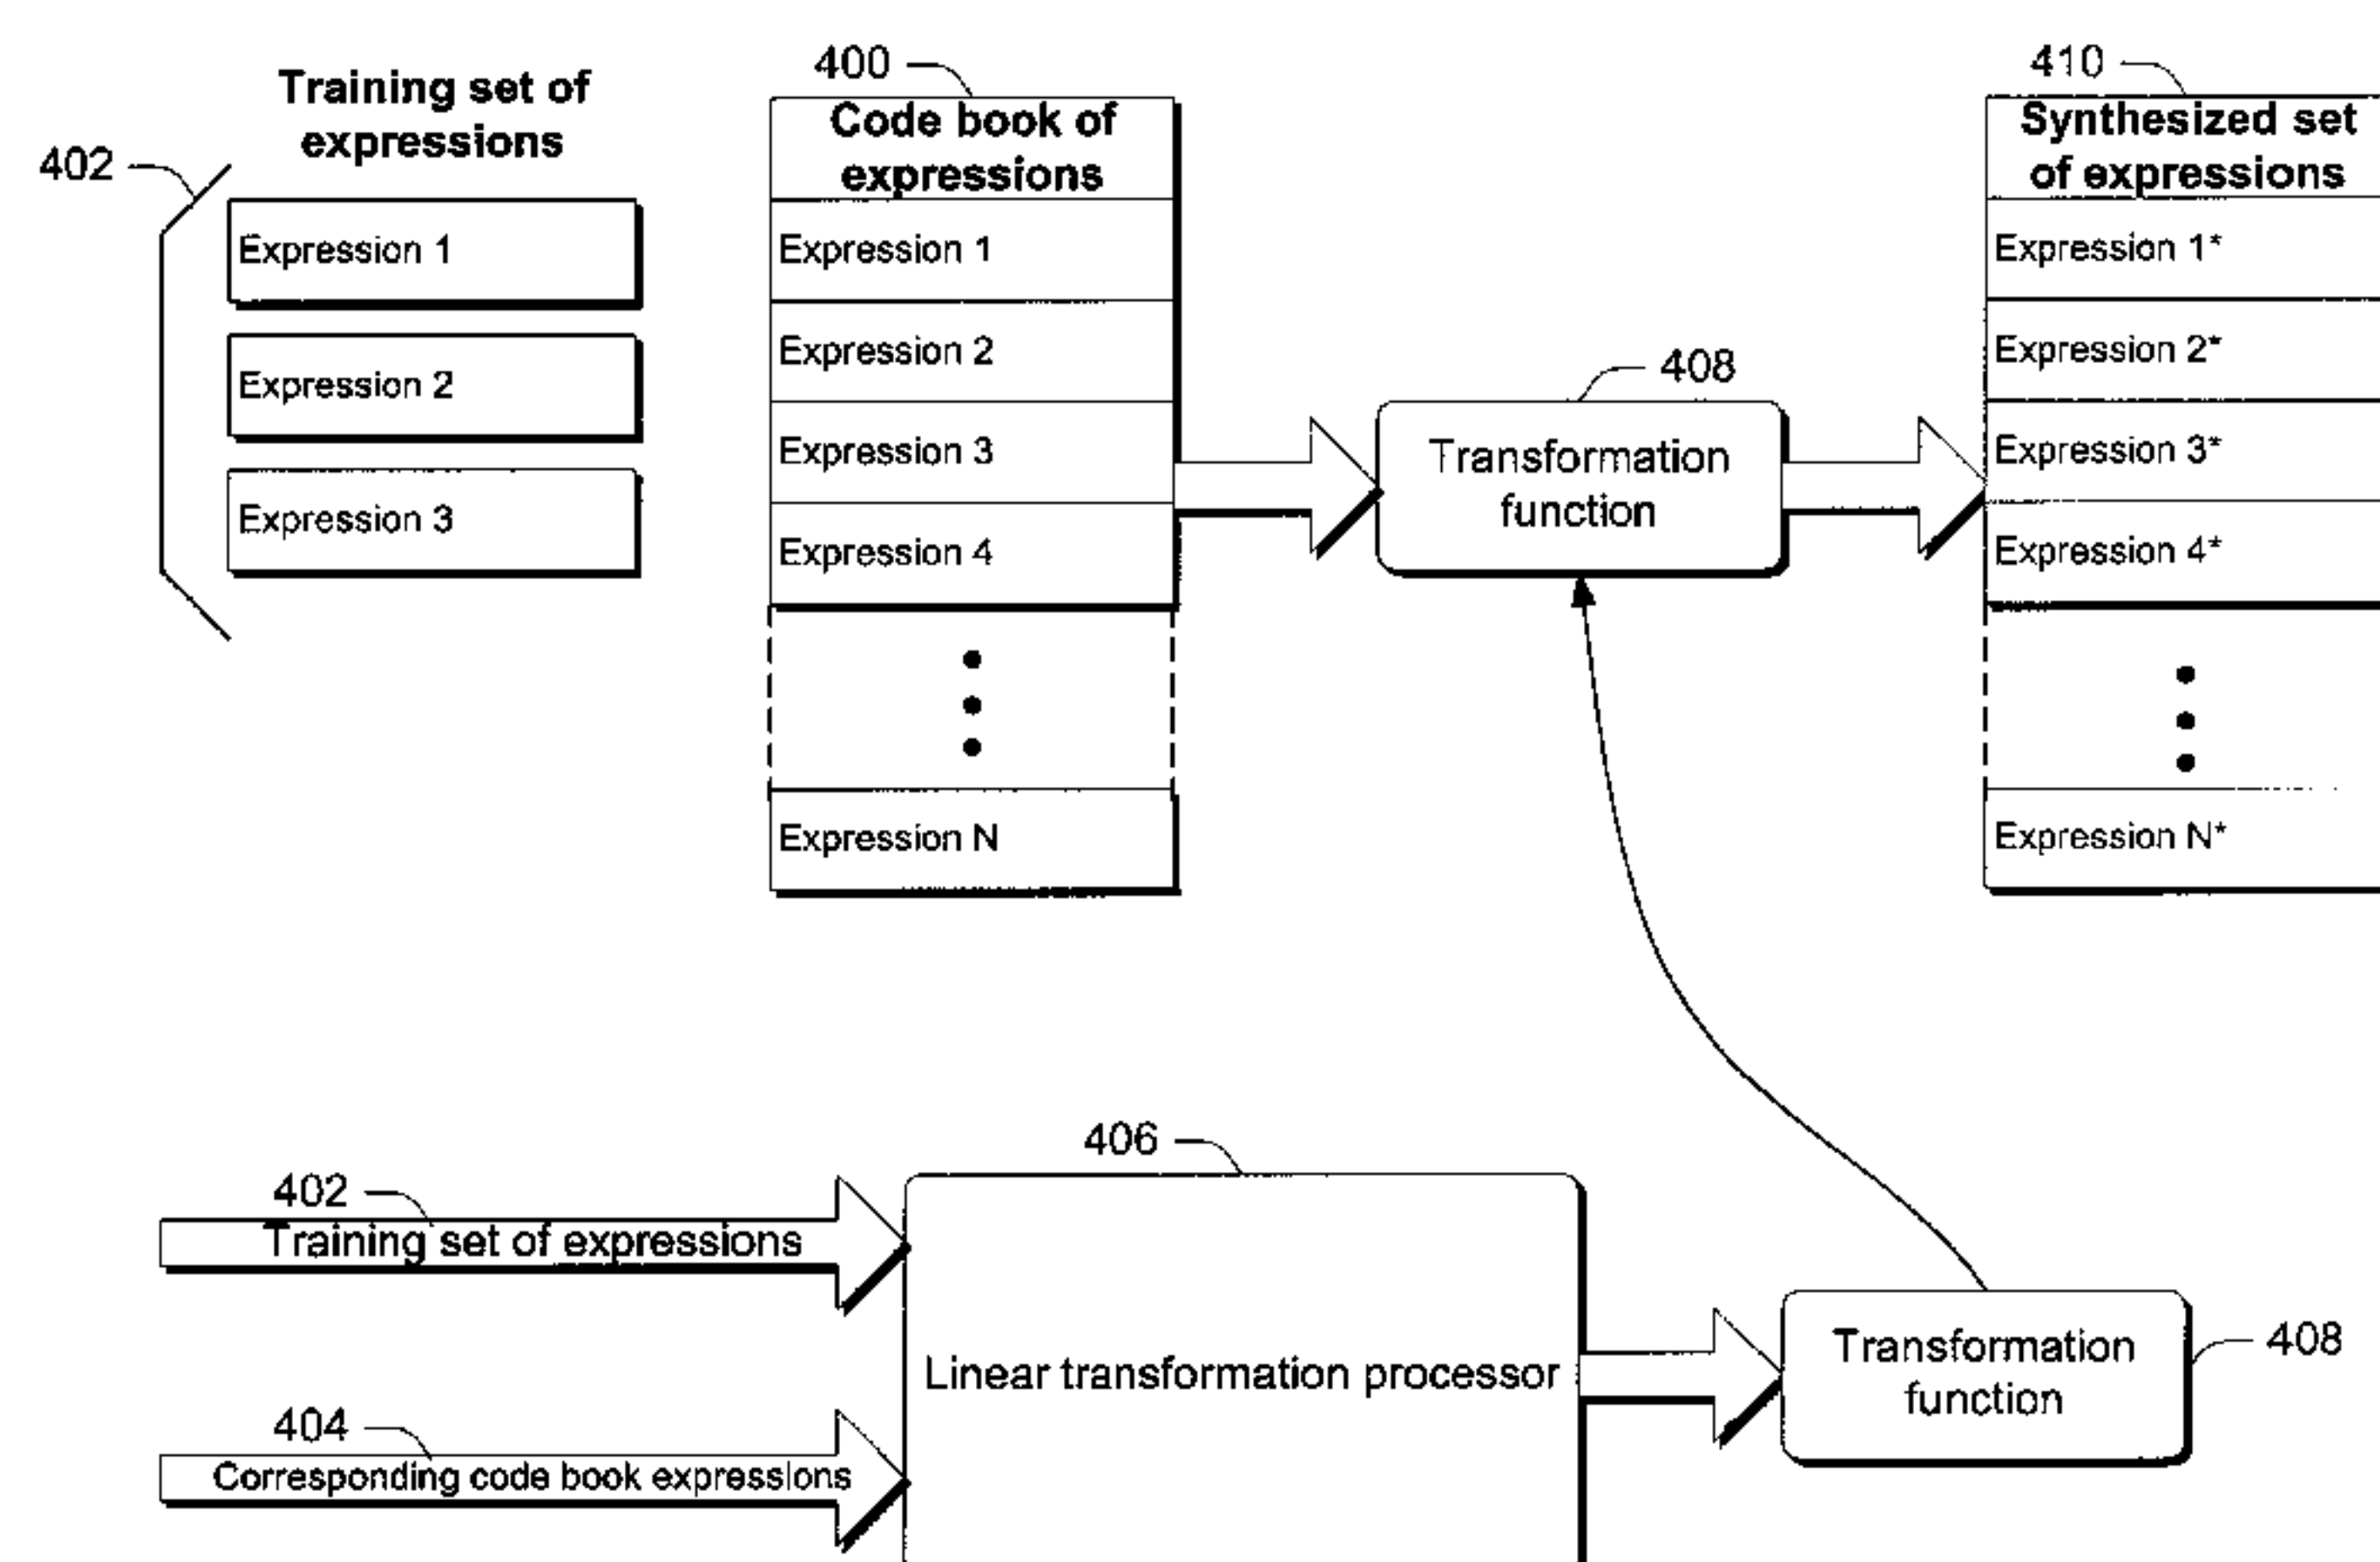 402
Training set of
expressions
Expression 1
Expression 2
Expression 3
400
Code book of
expressions
Expression 1
Expression 2
Expression 3
Expression 4
Expression N
408
Transformation
function
410
Synthesized set
of expressions
Expression 1*
Expression 2*
Expression 3*
Expression 4*
Expression N*
402
Training set of expressions
404
Corresponding code book expressions
406
Linear transformation processor
Transformation
function
408